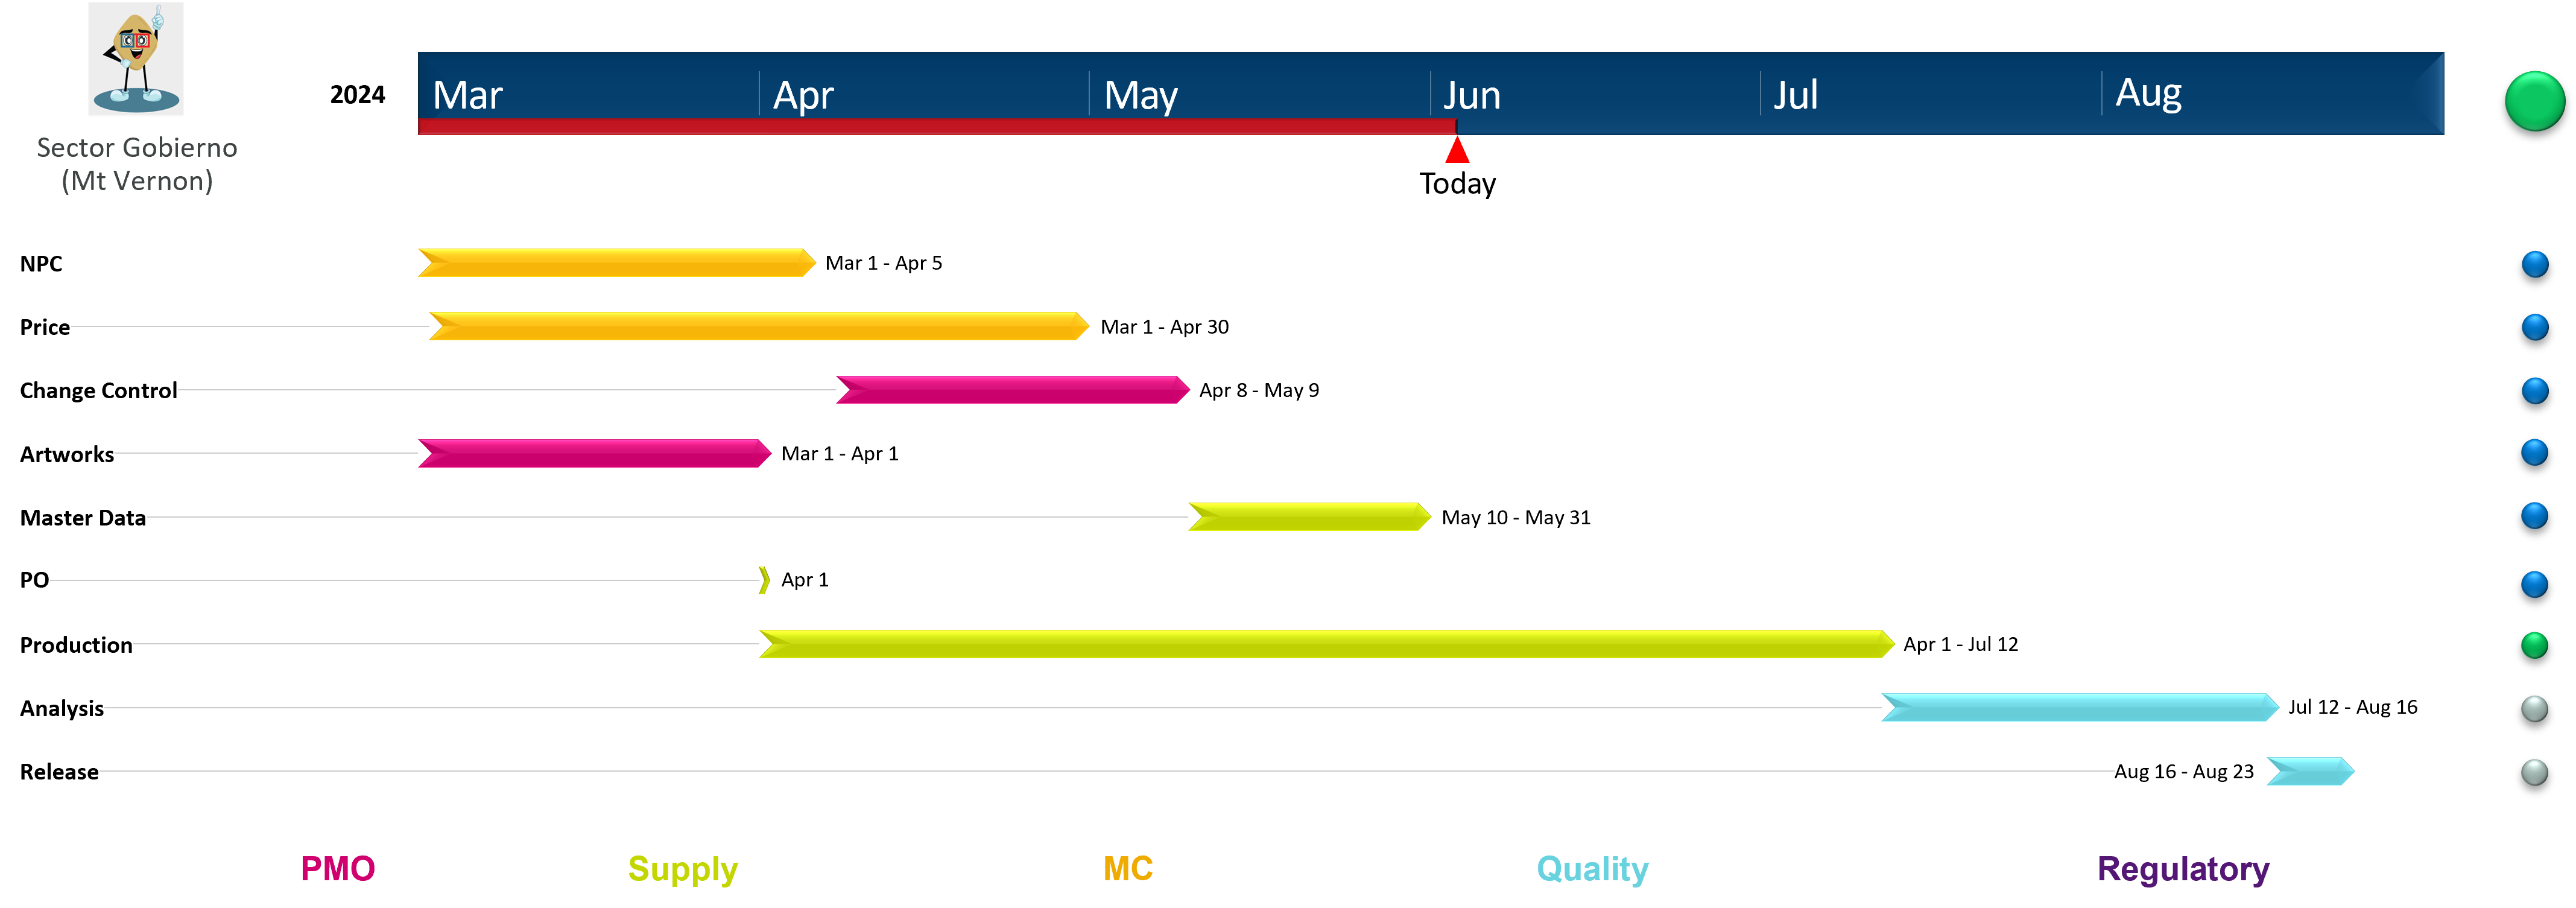 2024
Mar
Apr
May
Jun
Jul
Aug
Sector Gobierno
(Mt Vernon)
Today
NPC
Mar 1 - Apr 5
Price
Mar 1 - Apr 30
Change Control
Apr 8 - May 9
Artworks
Mar 1 - Apr 1
Master Data
May 10 - May 31
PO
Apr 1
Production
Apr 1 - Jul 12
Analysis
Jul 12 - Aug 16
Release
Aug 16 - Aug 23
PMO
Supply
MC
Quality
Regulatory